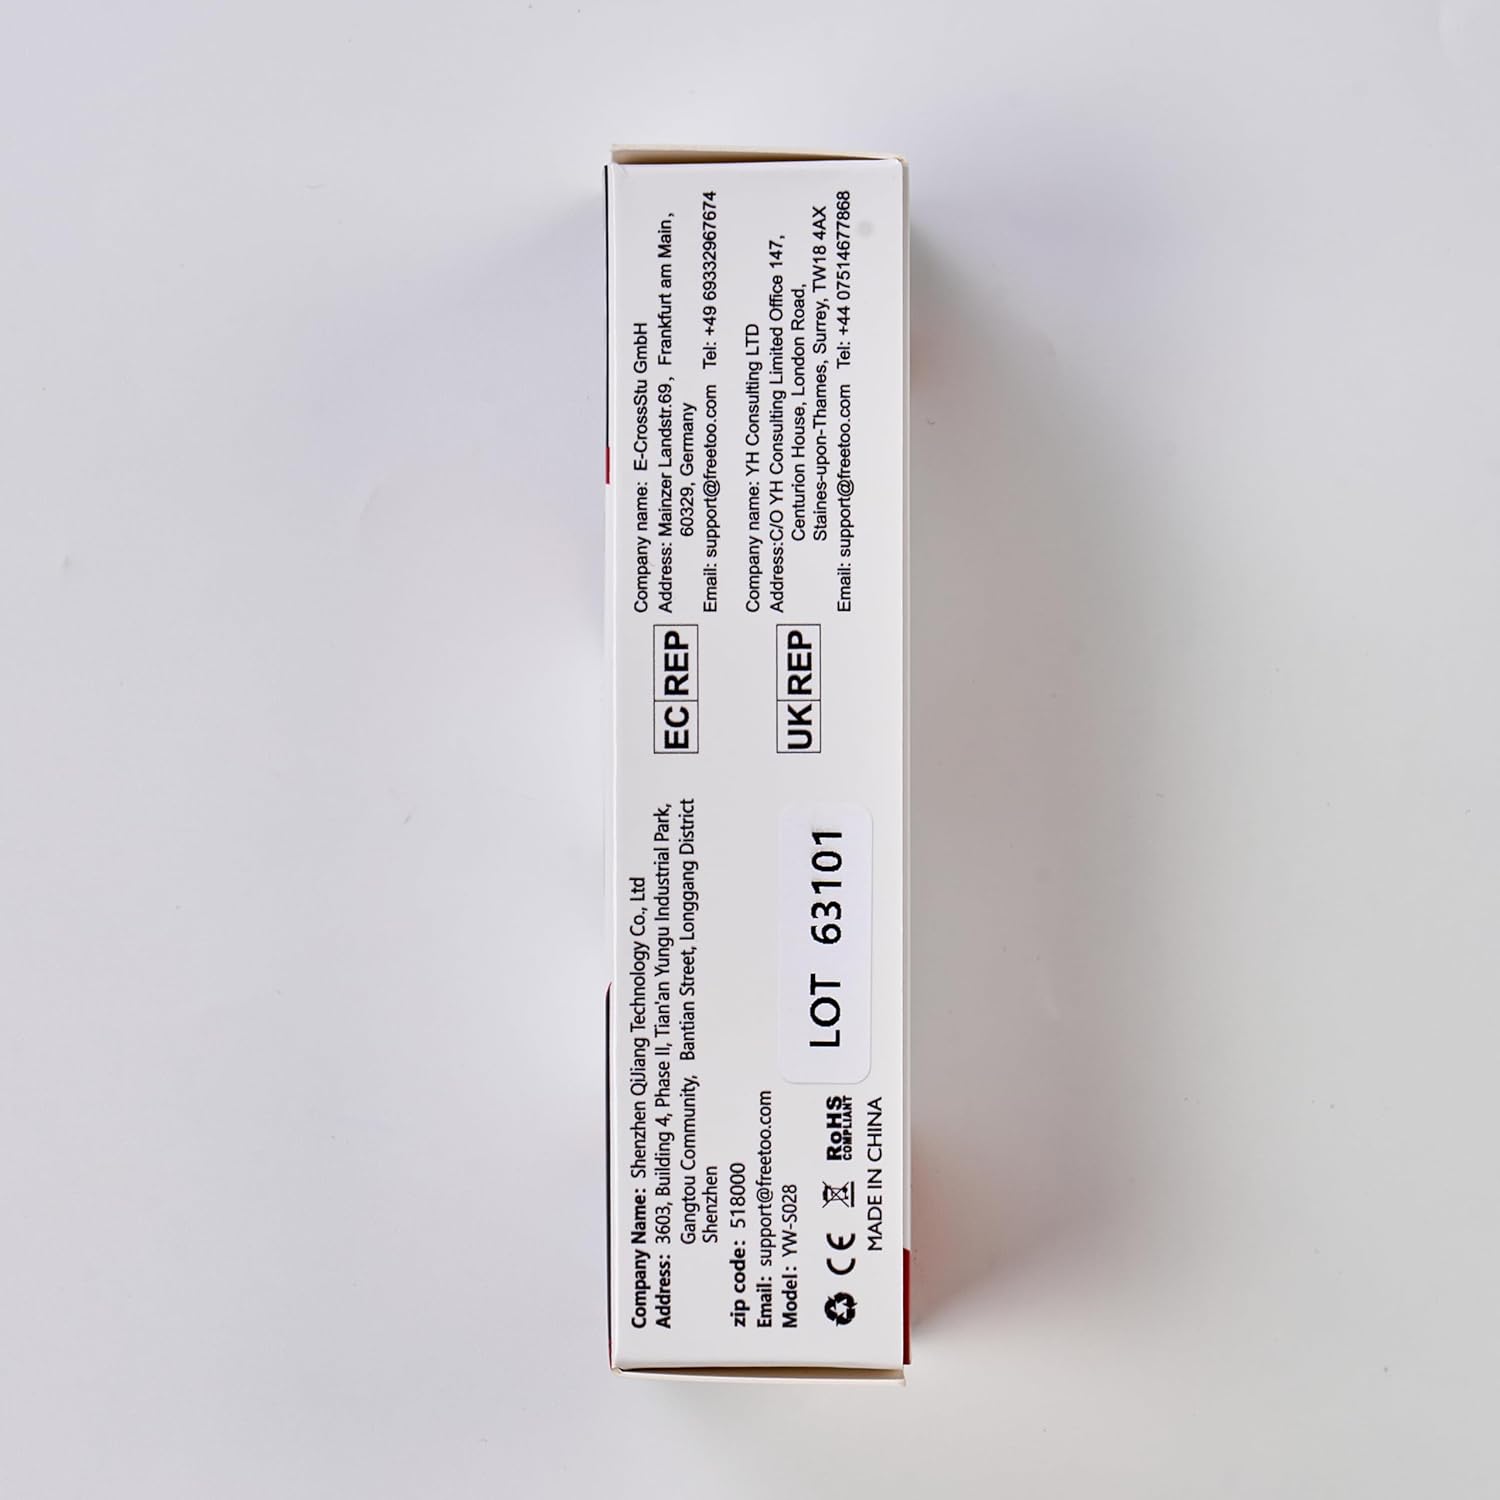 Company Name: Shenzhen QiJiang Technology Co., Ltd
Address: 3603, Building 4, Phase II, Tian'an Yungu Industrial Park,
Gangtou Community, Bantian Street, Longgang District
Shenzhen
zip code: 518000
Email: support@freetoo.com
Model: YW-S028
CE
RoHS
COMPLIANT
MADE IN CHINA
LOT 63101
EC REP
Company name: E-CrossStu GmbH
Address: Mainzer Landstr.69, Frankfurt am Main,
60329, Germany
Email: support@freetoo.com Tel: +49 69332967674
UK REP
Company name: YH Consulting LTD
Address:C/O YH Consulting Limited Office 147,
Centurion House, London Road,
Staines-upon-Thames, Surrey, TW18 4AX
Email: support@freetoo.com Tel: +44 07514677868